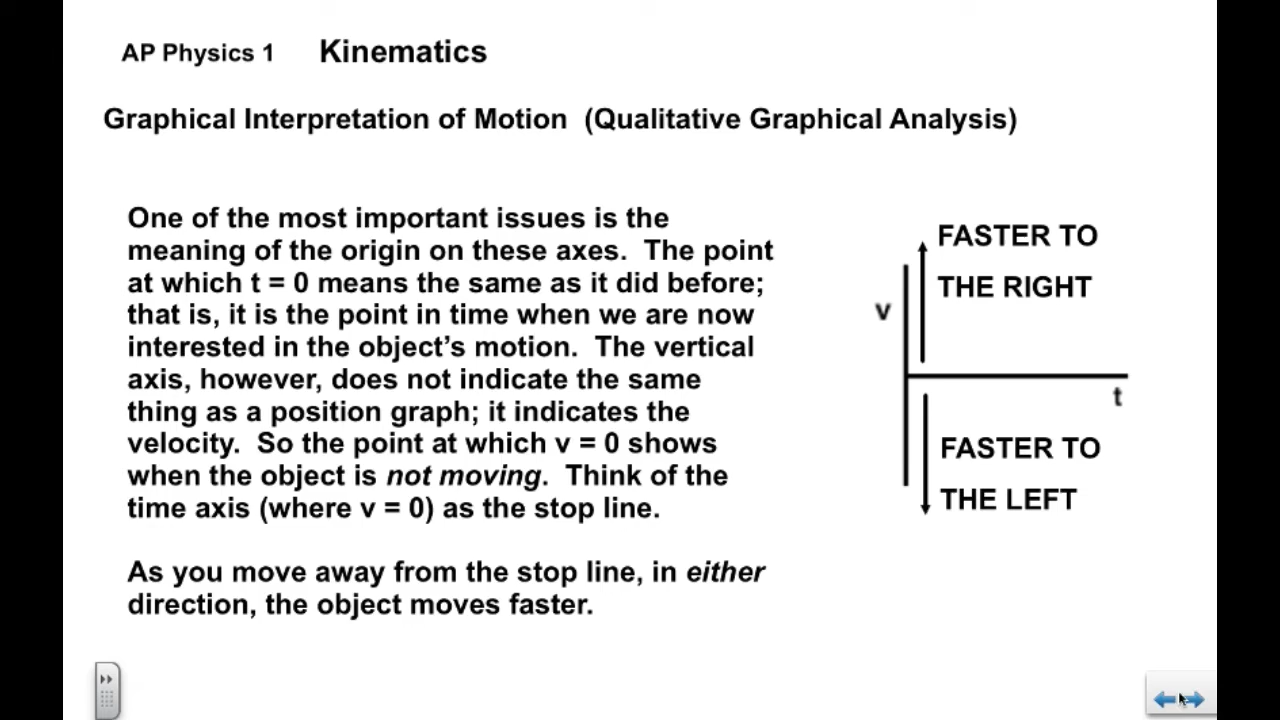 AP Physics 1 Kinematics
Graphical Interpretation of Motion (Qualitative Graphical Analysis)
One of the most important issues is the
meaning of the origin on these axes. The point
at which t = 0 means the same as it did before;
that is, it is the point in time when we are now
interested in the object’s motion. The vertical
axis, however, does not indicate the same
thing as a position graph; it indicates the
velocity. So the point at which v = 0 shows
when the object is not moving. Think of the
time axis (where v = 0) as the stop line.
As you move away from the stop line, in either
direction, the object moves faster.
FASTER TO
THE RIGHT
v
t
FASTER TO
THE LEFT